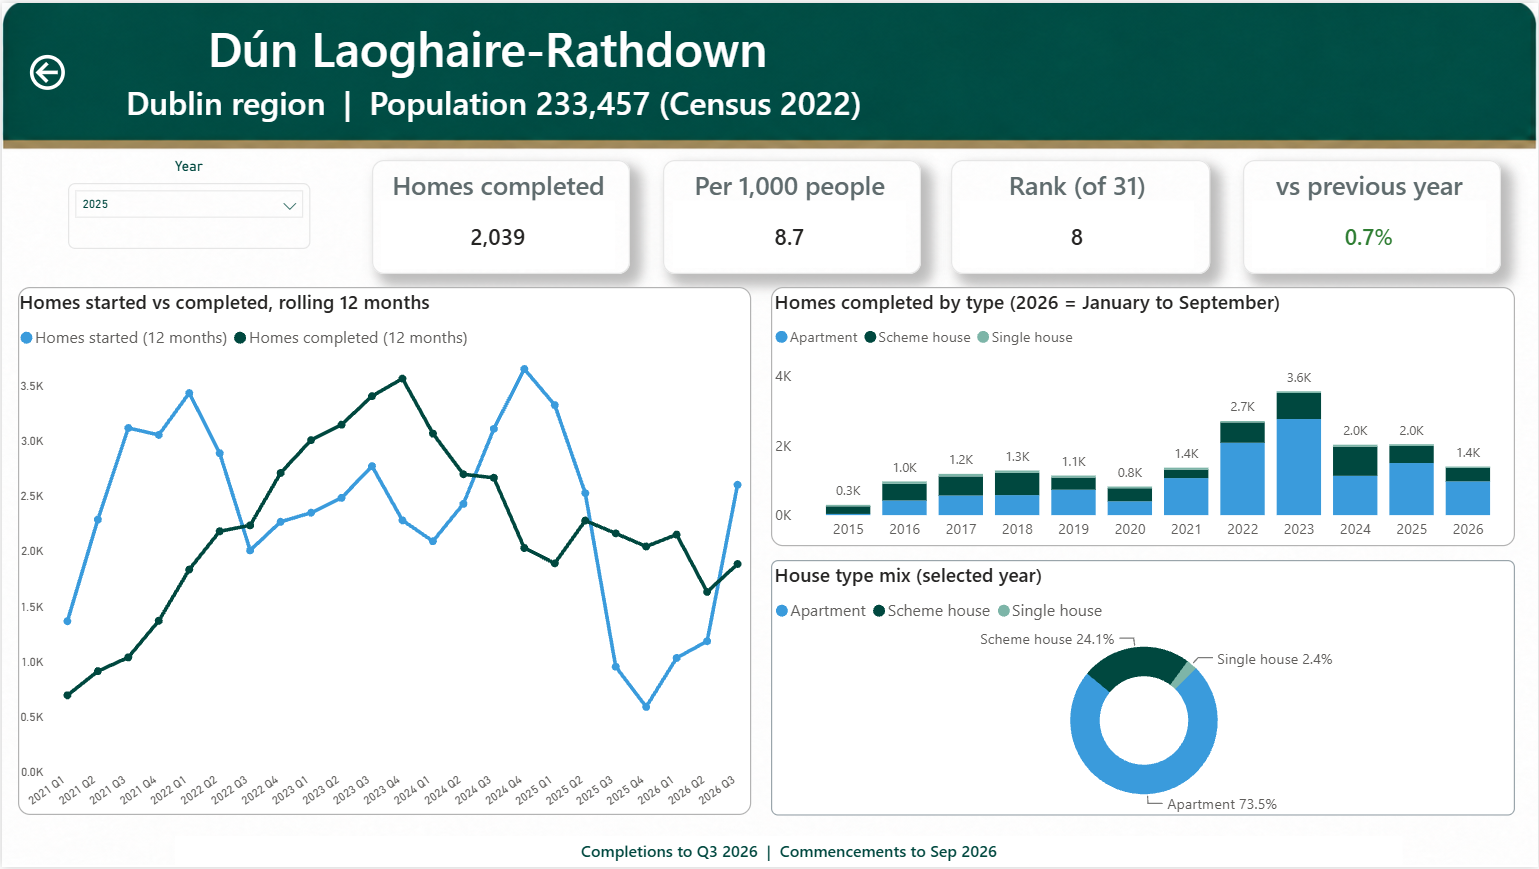 Dún Laoghaire-Rathdown
Dublin region | Population 233,457 (Census 2022)
Year
2025
Homes completed
2,039
Per 1,000 people
8.7
Rank (of 31)
8
vs previous year
0.7%
Homes started vs completed, rolling 12 months
Homes started (12 months) Homes completed (12 months)
3.5K
3.0K
2.5K
2.0K
1.5K
1.0K
0.5K
0.0K
2021 Q1 2021 Q2 2021 Q3 2021 Q4 2022 Q1 2022 Q2 2022 Q3 2022 Q4 2023 Q1 2023 Q2 2023 Q3 2023 Q4 2024 Q1 2024 Q2 2024 Q3 2024 Q4 2025 Q1 2025 Q2 2025 Q3 2025 Q4 2026 Q1 2026 Q2 2026 Q3
Homes completed by type (2026 = January to September)
Apartment Scheme house Single house
4K
2K
0K
0.3K 1.0K 1.2K 1.3K 1.1K 0.8K 1.4K 2.7K 3.6K 2.0K 2.0K 1.4K
2015 2016 2017 2018 2019 2020 2021 2022 2023 2024 2025 2026
House type mix (selected year)
Apartment Scheme house Single house
Scheme house 24.1%
Single house 2.4%
Apartment 73.5%
Completions to Q3 2026 | Commencements to Sep 2026